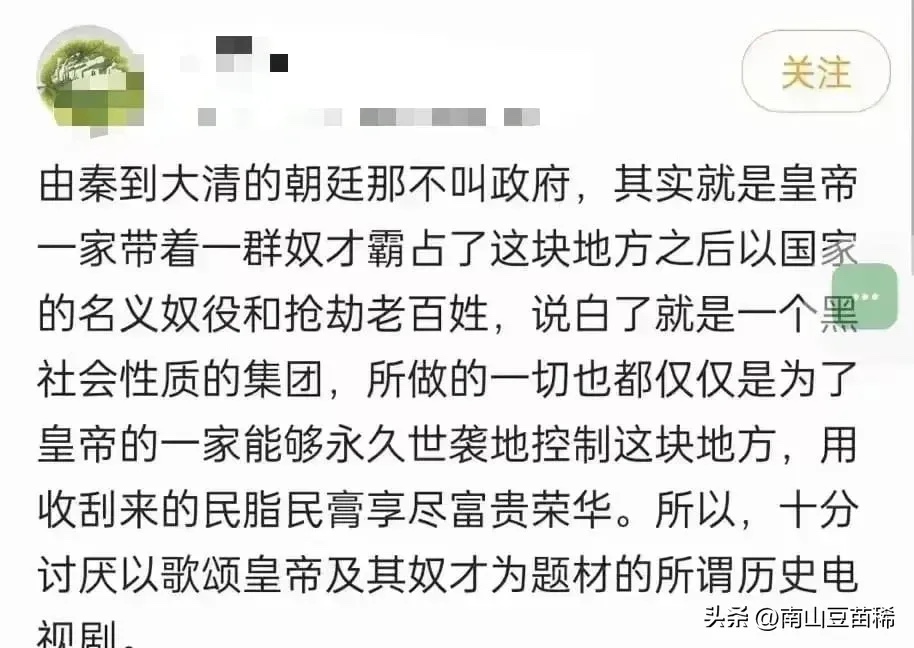 关注
由秦到大清的朝廷那不叫政府，其实就是皇帝
一家带着一群奴才霸占了这块地方之后以国家
的名义奴役和抢劫老百姓，说白了就是一个黑
社会性质的集团，所做的一切也都仅仅是为了
皇帝的一家能够永久世袭地控制这块地方，用
收刮来的民脂民膏享尽富贵荣华。所以，十分
讨厌以歌颂皇帝及其奴才为题材的所谓历史电
视剧。
头条 @南山豆苗稀